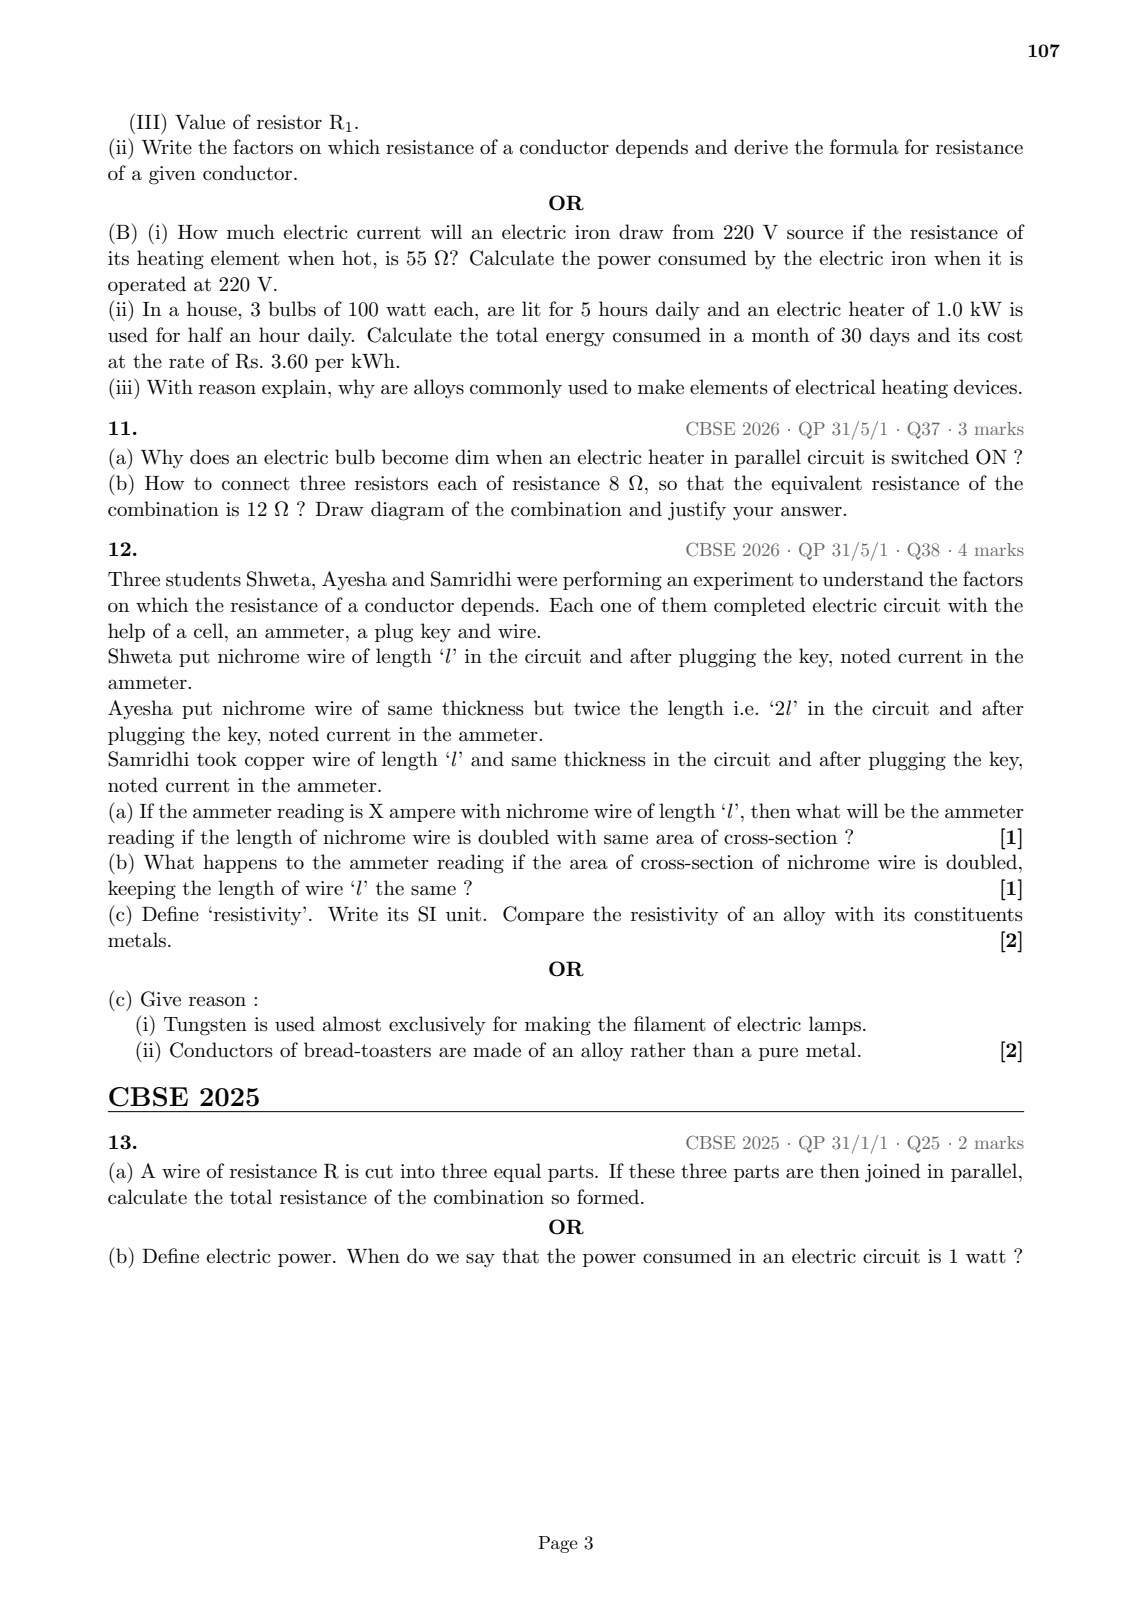 107
(III) Value of resistor R₁.
(ii) Write the factors on which resistance of a conductor depends and derive the formula for resistance
of a given conductor.
OR
(B) (i) How much electric current will an electric iron draw from 220 V source if the resistance of
its heating element when hot, is 55 Ω? Calculate the power consumed by the electric iron when it is
operated at 220 V.
(ii) In a house, 3 bulbs of 100 watt each, are lit for 5 hours daily and an electric heater of 1.0 kW is
used for half an hour daily. Calculate the total energy consumed in a month of 30 days and its cost
at the rate of Rs. 3.60 per kWh.
(iii) With reason explain, why are alloys commonly used to make elements of electrical heating devices.
11. CBSE 2026 · QP 31/5/1 · Q37 · 3 marks
(a) Why does an electric bulb become dim when an electric heater in parallel circuit is switched ON ?
(b) How to connect three resistors each of resistance 8 Ω, so that the equivalent resistance of the
combination is 12 Ω ? Draw diagram of the combination and justify your answer.
12. CBSE 2026 · QP 31/5/1 · Q38 · 4 marks
Three students Shweta, Ayesha and Samridhi were performing an experiment to understand the factors
on which the resistance of a conductor depends. Each one of them completed electric circuit with the
help of a cell, an ammeter, a plug key and wire.
Shweta put nichrome wire of length ‘l’ in the circuit and after plugging the key, noted current in the
ammeter.
Ayesha put nichrome wire of same thickness but twice the length i.e. ‘2l’ in the circuit and after
plugging the key, noted current in the ammeter.
Samridhi took copper wire of length ‘l’ and same thickness in the circuit and after plugging the key,
noted current in the ammeter.
(a) If the ammeter reading is X ampere with nichrome wire of length ‘l’, then what will be the ammeter
reading if the length of nichrome wire is doubled with same area of cross-section ? [1]
(b) What happens to the ammeter reading if the area of cross-section of nichrome wire is doubled,
keeping the length of wire ‘l’ the same ? [1]
(c) Define ‘resistivity’. Write its SI unit. Compare the resistivity of an alloy with its constituents
metals. [2]
OR
(c) Give reason :
(i) Tungsten is used almost exclusively for making the filament of electric lamps.
(ii) Conductors of bread-toasters are made of an alloy rather than a pure metal. [2]
CBSE 2025
13. CBSE 2025 · QP 31/1/1 · Q25 · 2 marks
(a) A wire of resistance R is cut into three equal parts. If these three parts are then joined in parallel,
calculate the total resistance of the combination so formed.
OR
(b) Define electric power. When do we say that the power consumed in an electric circuit is 1 watt ?
Page 3